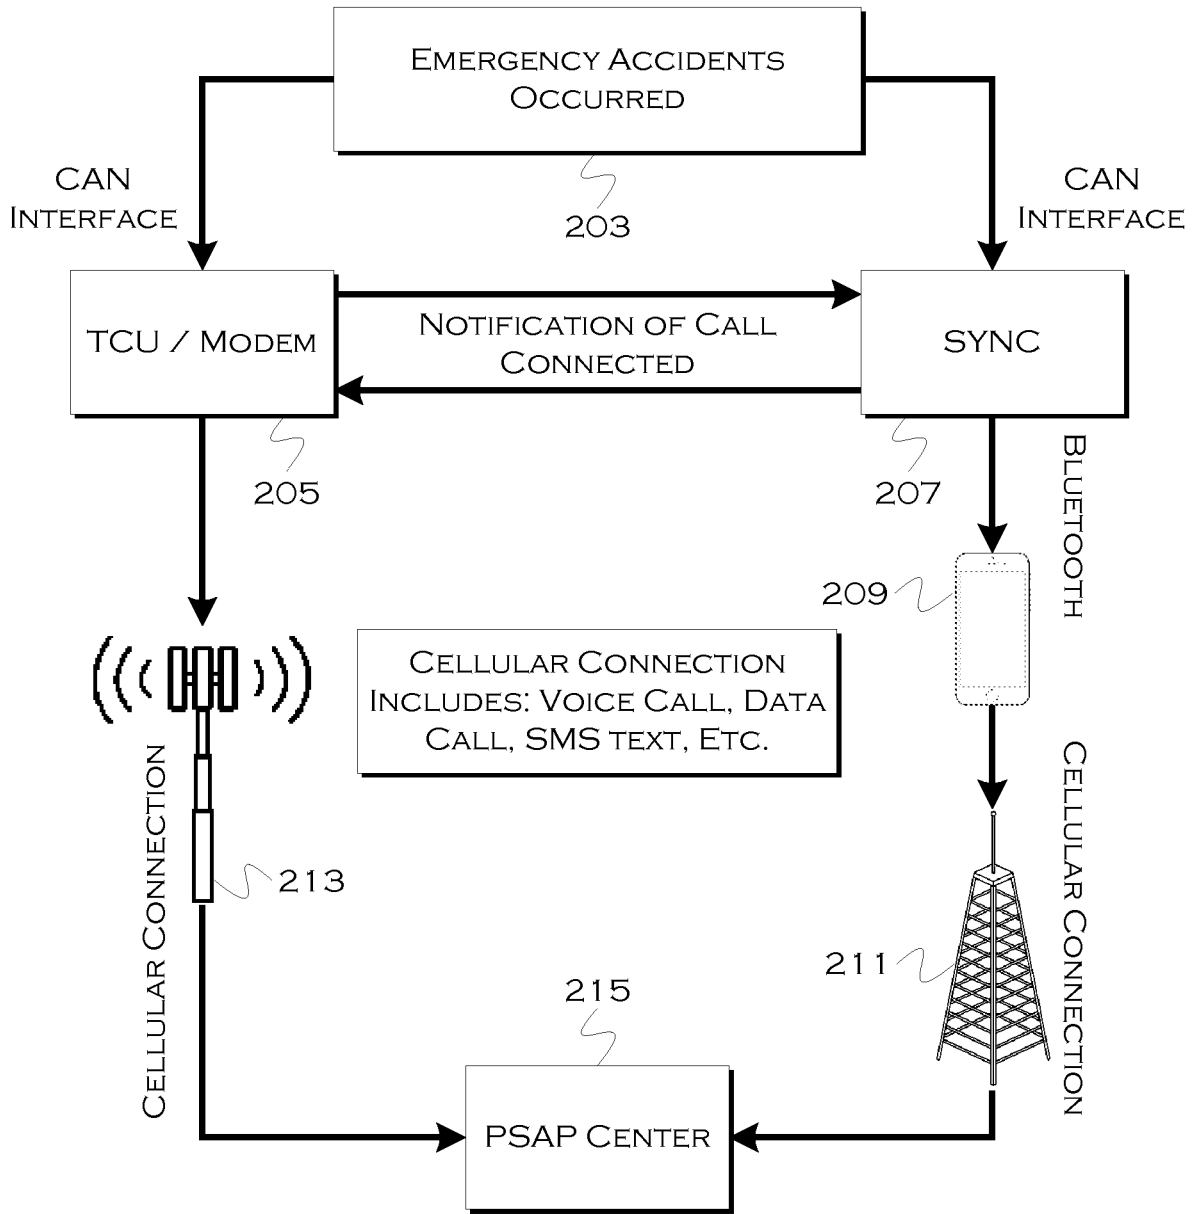 Emergency Accidents
Occurred
CAN
Interface
CAN
Interface
203
TCU / Modem
Notification of Call
Connected
SYNC
205
207
Bluetooth
209
Cellular Connection
Includes: Voice Call, Data
Call, SMS text, Etc.
Cellular Connection
Cellular Connection
213
211
215
PSAP Center